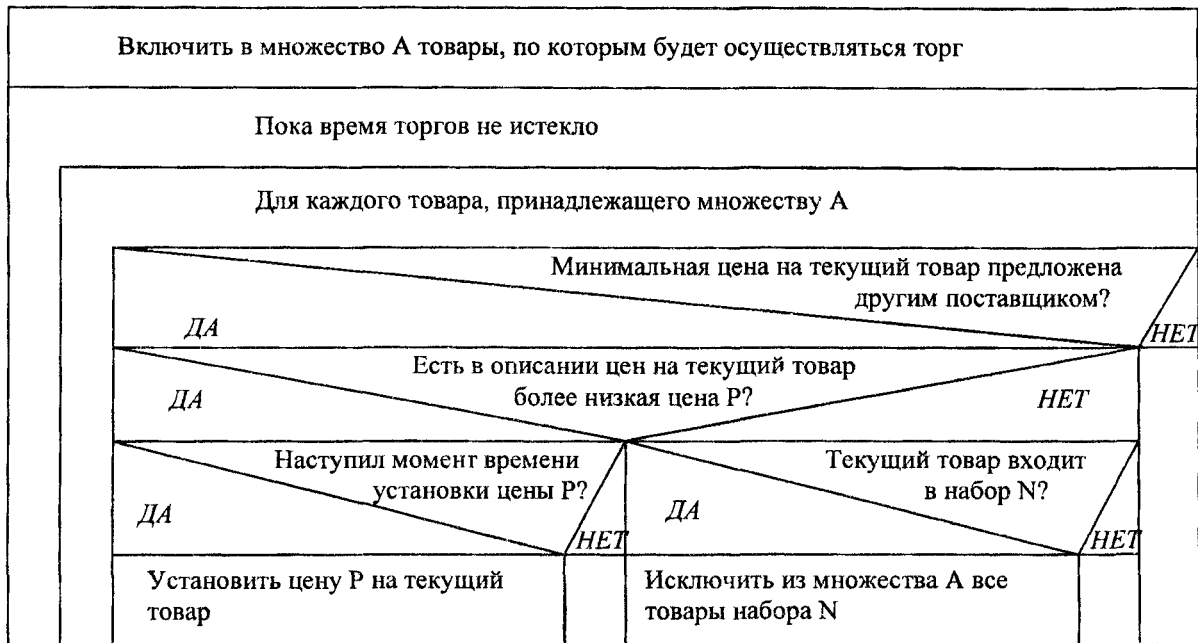 Включить в множество А товары, по которым будет осуществляться торг
Пока время торгов не истекло
Для каждого товара, принадлежащего множеству А
Минимальная цена на текущий товар предложена
другим поставщиком?
ДА
НЕТ
Есть в описании цен на текущий товар
более низкая цена Р?
ДА
НЕТ
Наступил момент времени
установки цены Р?
ДА
НЕТ
Текущий товар входит
в набор N?
ДА
НЕТ
Установить цену Р на текущий
товар
Исключить из множества А все
товары набора N